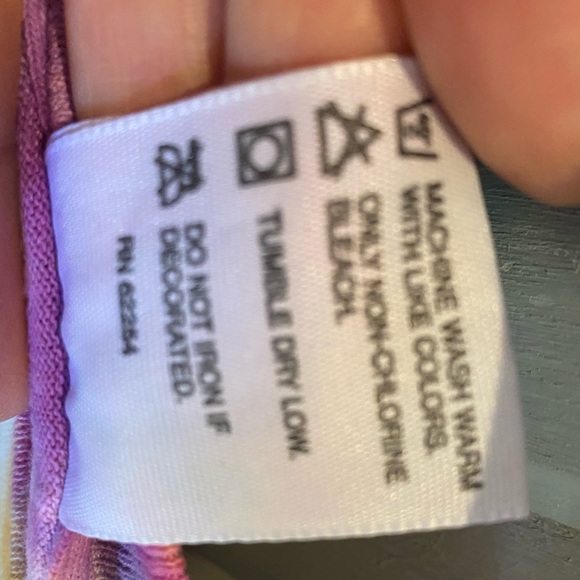 MACHINE WASH WARM
WITH LIKE COLORS.
ONLY NON-CHLORINE
BLEACH.
TUMBLE DRY LOW.
DO NOT IRON IF
DECORATED.
RN 62284